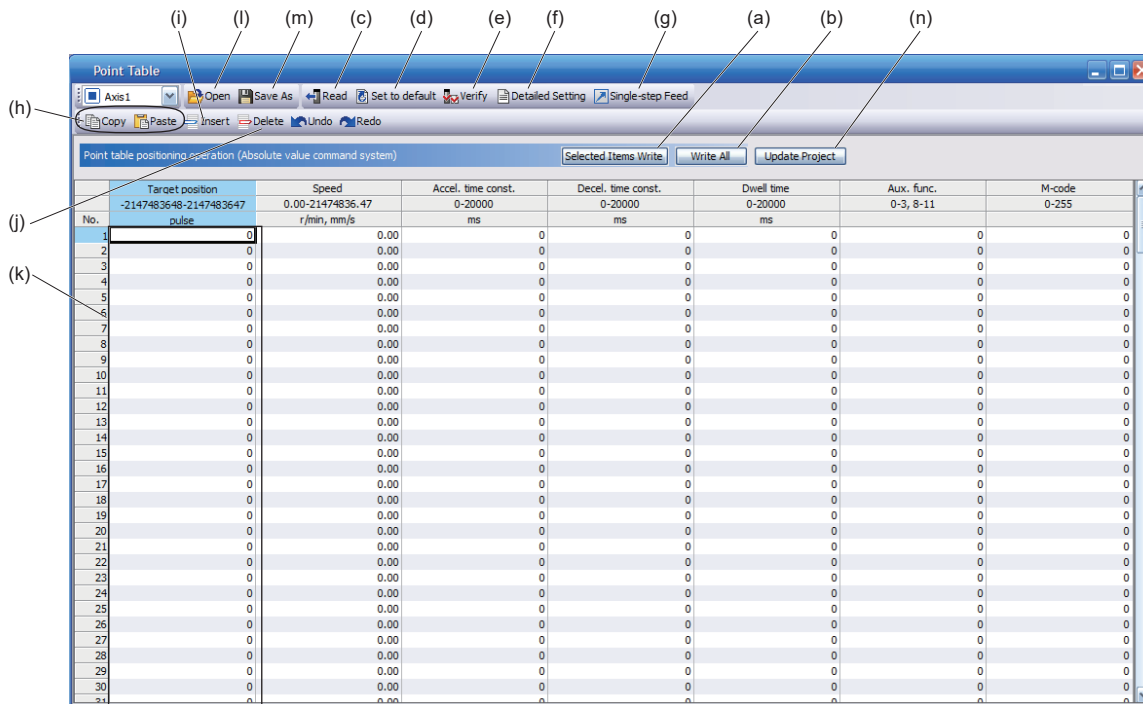 (i) (l) (m) (c) (d) (e) (f) (g) (a) (b) (n)
Point Table
Axis1 Open Save As Read Set to default Verify Detailed Setting Single-step Feed
(h)
Copy Paste Insert Delete Undo Redo
Point table positioning operation (Absolute value command system) Selected Items Write Write All Update Project
Target position Speed Accel. time const. Decel. time const. Dwell time Aux. func. M-code
-2147483648-2147483647 0.00-21474836.47 0-20000 0-20000 0-20000 0-3, 8-11 0-255
(j)
No. pulse r/min, mm/s ms ms ms
1 0 0.00 0 0 0 0 0
2 0 0.00 0 0 0 0 0
3 0 0.00 0 0 0 0 0
(k)
4 0 0.00 0 0 0 0 0
5 0 0.00 0 0 0 0 0
6 0 0.00 0 0 0 0 0
7 0 0.00 0 0 0 0 0
8 0 0.00 0 0 0 0 0
9 0 0.00 0 0 0 0 0
10 0 0.00 0 0 0 0 0
11 0 0.00 0 0 0 0 0
12 0 0.00 0 0 0 0 0
13 0 0.00 0 0 0 0 0
14 0 0.00 0 0 0 0 0
15 0 0.00 0 0 0 0 0
16 0 0.00 0 0 0 0 0
17 0 0.00 0 0 0 0 0
18 0 0.00 0 0 0 0 0
19 0 0.00 0 0 0 0 0
20 0 0.00 0 0 0 0 0
21 0 0.00 0 0 0 0 0
22 0 0.00 0 0 0 0 0
23 0 0.00 0 0 0 0 0
24 0 0.00 0 0 0 0 0
25 0 0.00 0 0 0 0 0
26 0 0.00 0 0 0 0 0
27 0 0.00 0 0 0 0 0
28 0 0.00 0 0 0 0 0
29 0 0.00 0 0 0 0 0
30 0 0.00 0 0 0 0 0
31 0 0.00 0 0 0 0 0